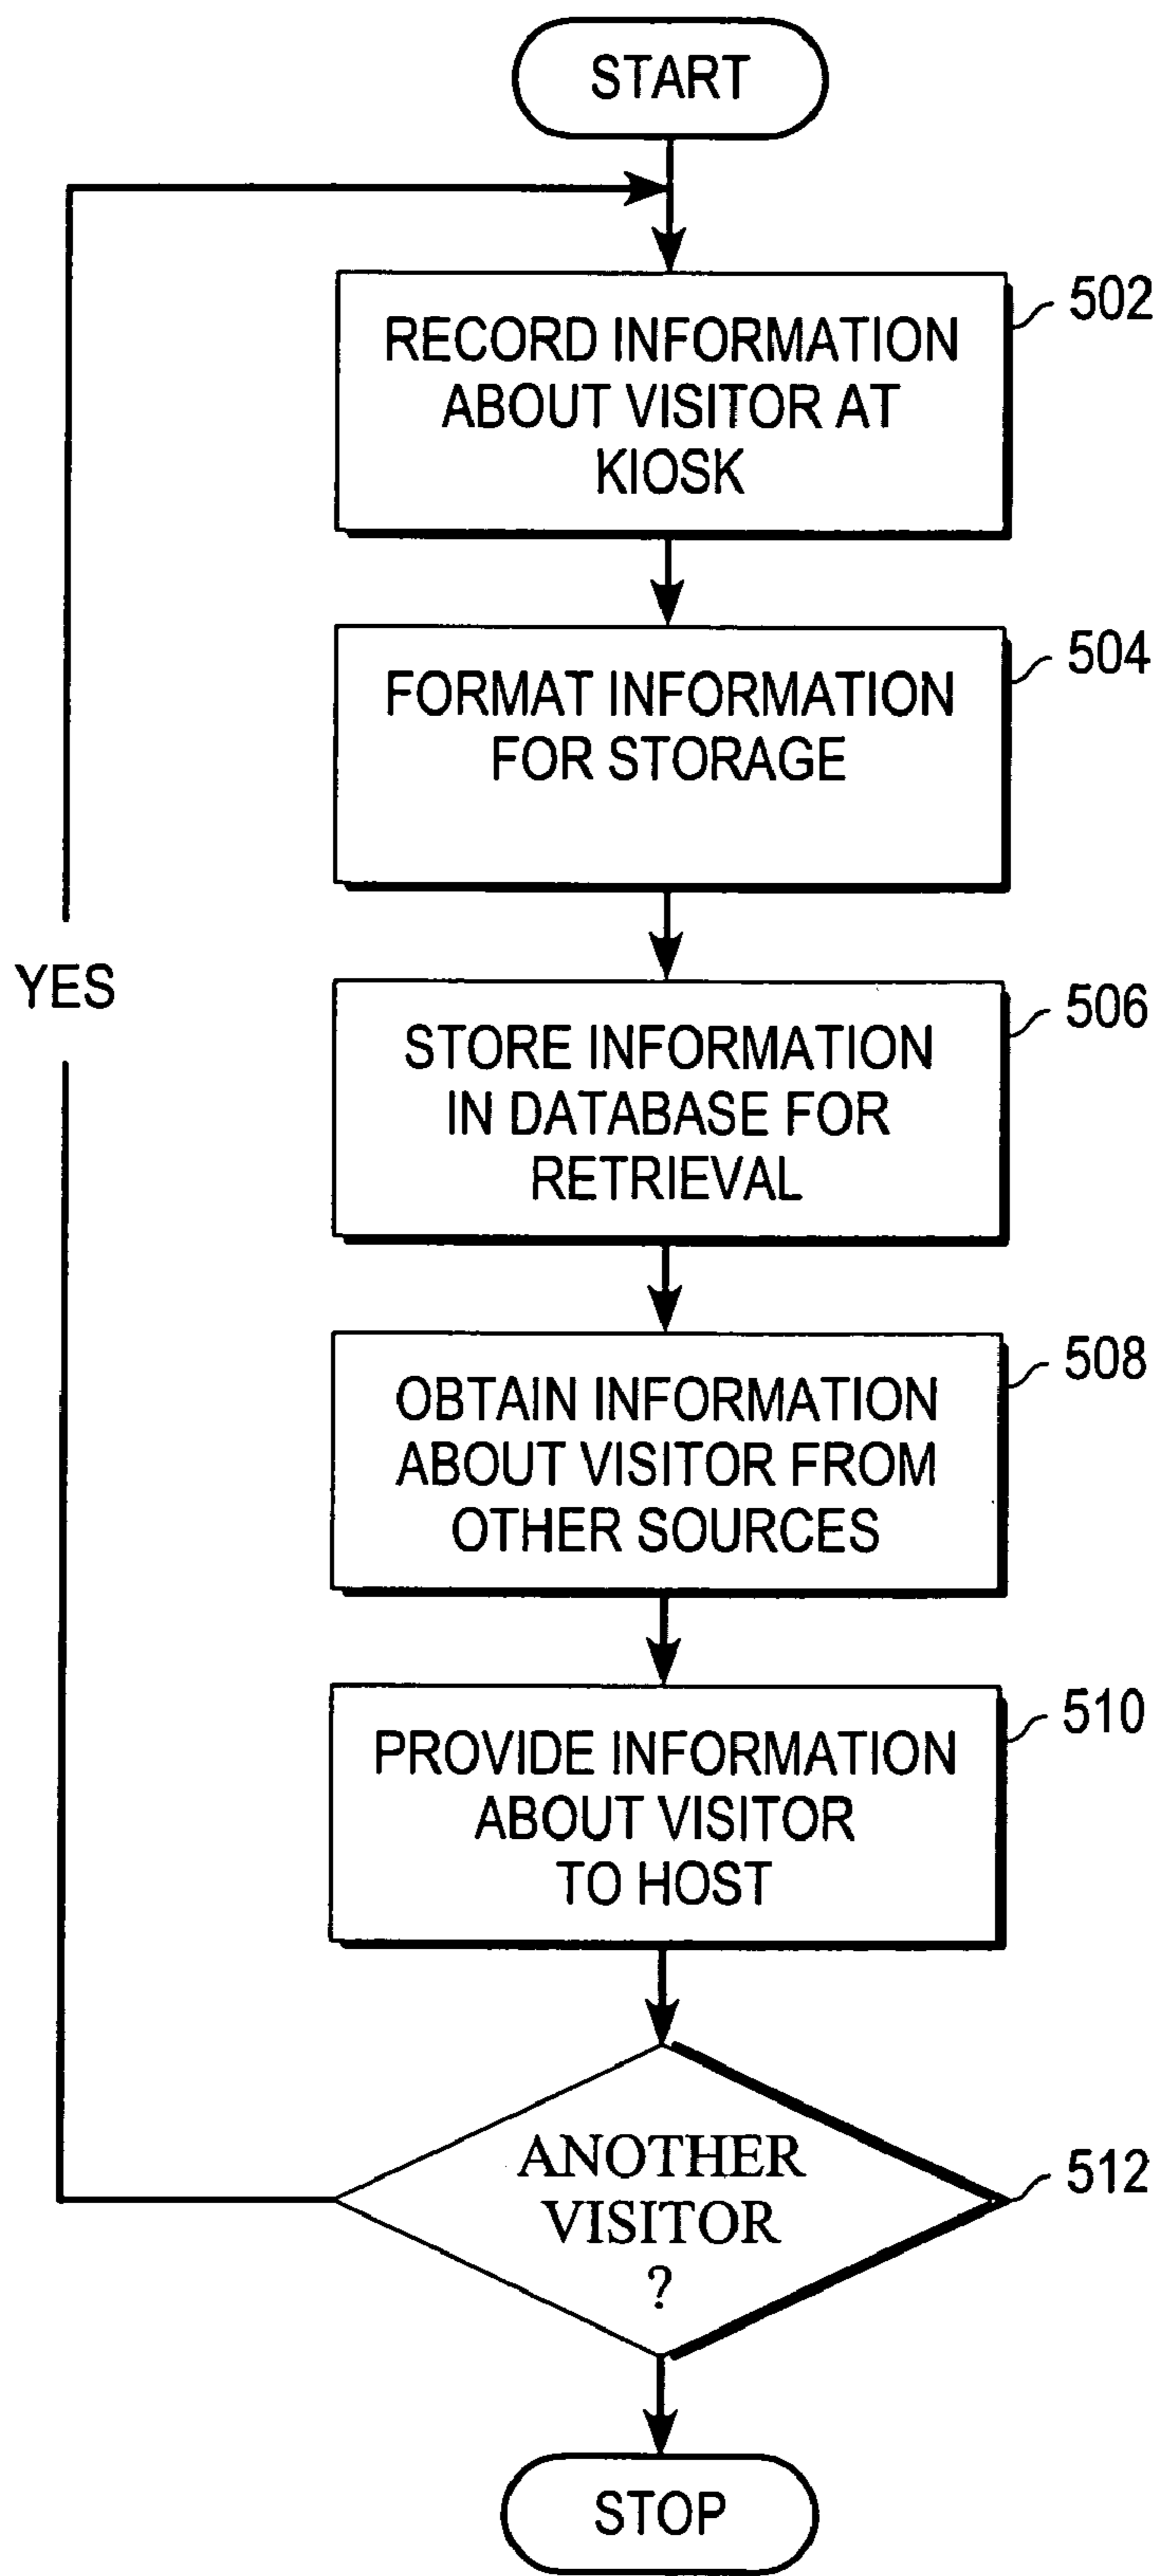 START
RECORD INFORMATION
ABOUT VISITOR AT
KIOSK
502
FORMAT INFORMATION
FOR STORAGE
504
YES
STORE INFORMATION
IN DATABASE FOR
RETRIEVAL
506
OBTAIN INFORMATION
ABOUT VISITOR FROM
OTHER SOURCES
508
PROVIDE INFORMATION
ABOUT VISITOR
TO HOST
510
ANOTHER
VISITOR
?
512
STOP